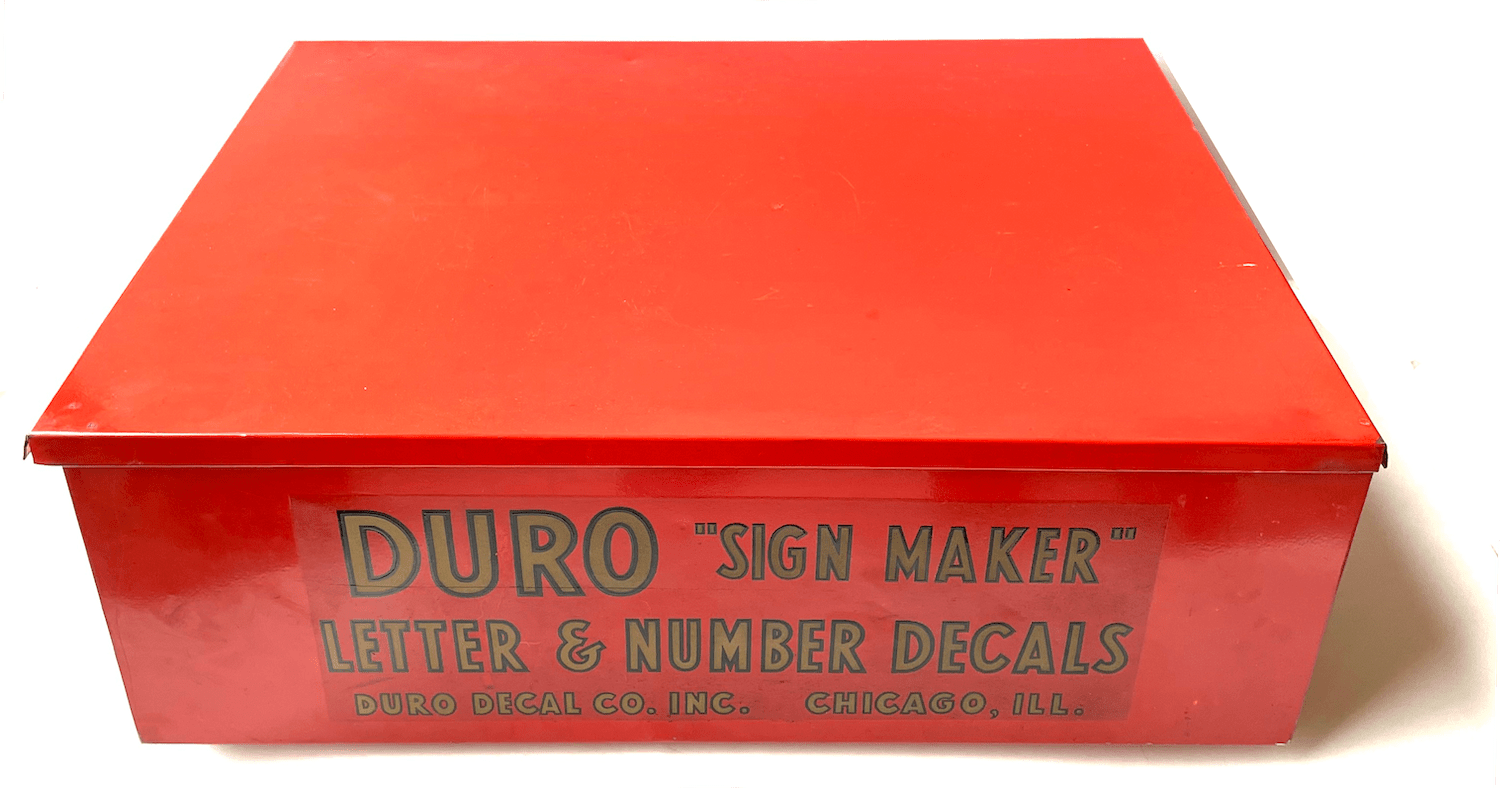 DURO "SIGN MAKER"
LETTER & NUMBER DECALS
DURO DECAL CO. INC. CHICAGO, ILL.